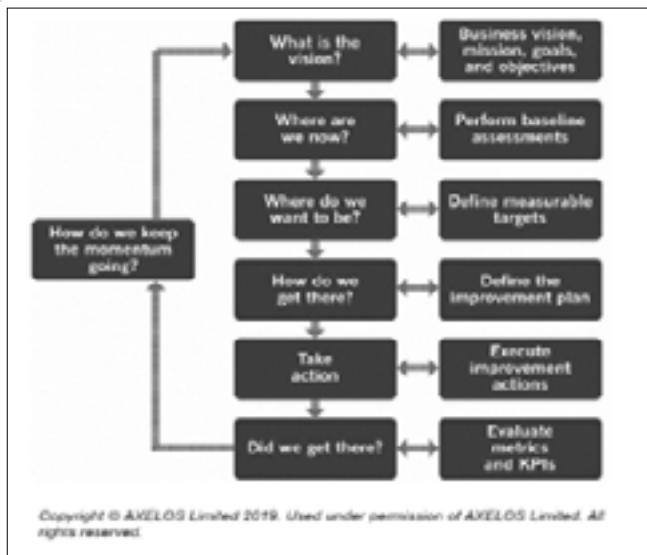 What is the
vision?
Business vision,
mission, goals,
and objectives
Where are
we now?
Perform baseline
assessments
Where do we
want to be?
Define measurable
targets
How do we keep
the momentum
going?
How do we
get there?
Define the
improvement plan
Take
action
Execute
improvement
actions
Did we get there?
Evaluate
metrics
and KPIs
Copyright © AXELOS Limited 2019. Used under permission of AXELOS Limited. All
rights reserved.